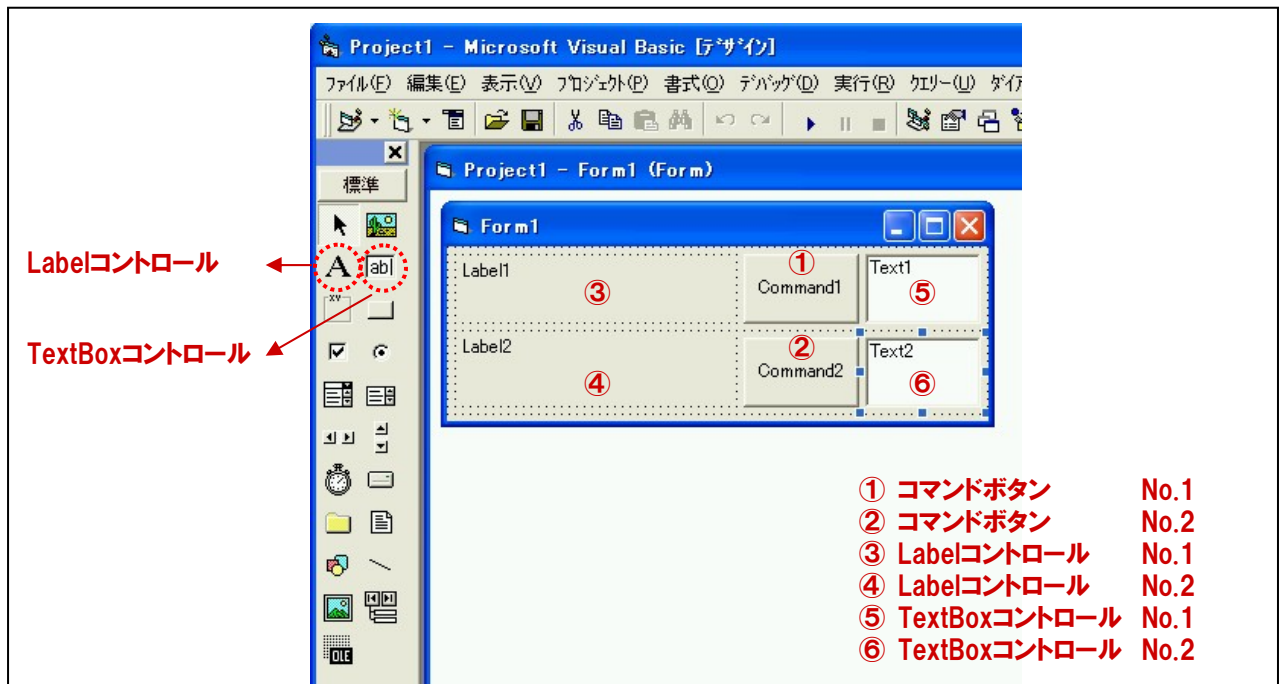 Project1 - Microsoft Visual Basic [ﾃﾞｻﾞｲﾝ]
ﾌｧｲﾙ(F) 編集(E) 表示(V) ﾌﾟﾛｼﾞｪｸﾄ(P) 書式(O) ﾃﾞﾊﾞｯｸﾞ(D) 実行(R) ｸｴﾘｰ(U) ﾀﾞｲｱ
Project1 - Form1 (Form)
標準
Form1
Labelコントロール
A
ab
Label1
③
①
Command1
Text1
⑤
xv
TextBoxコントロール
Label2
④
②
Command2
Text2
⑥
① コマンドボタン No.1
② コマンドボタン No.2
③ Labelコントロール No.1
④ Labelコントロール No.2
⑤ TextBoxコントロール No.1
⑥ TextBoxコントロール No.2
OLE